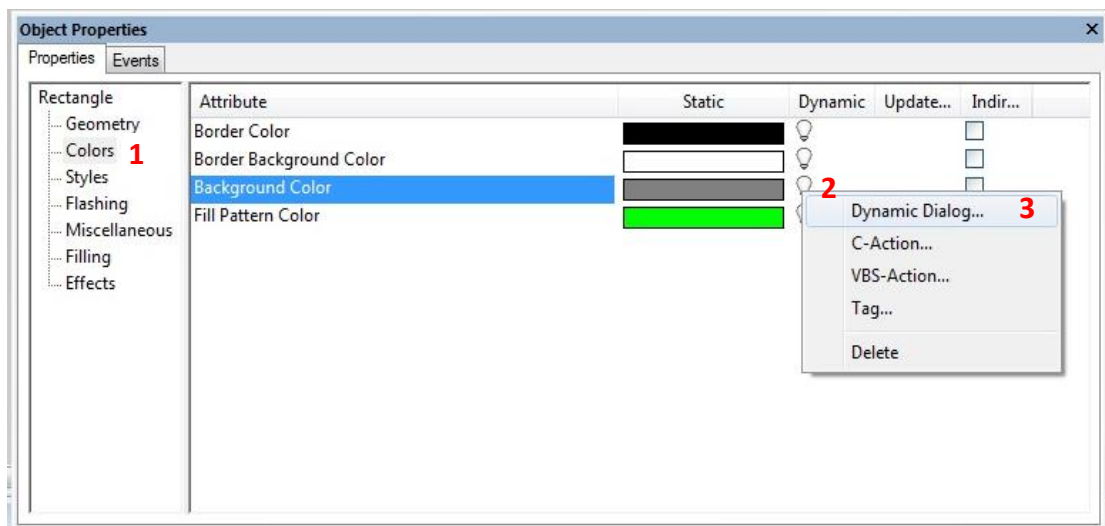 Object Properties
Properties Events
Rectangle
Geometry
Colors 1
Styles
Flashing
Miscellaneous
Filling
Effects
Attribute Static Dynamic Update... Indir...
Border Color
Border Background Color
Background Color 2
Fill Pattern Color
Dynamic Dialog... 3
C-Action...
VBS-Action...
Tag...
Delete